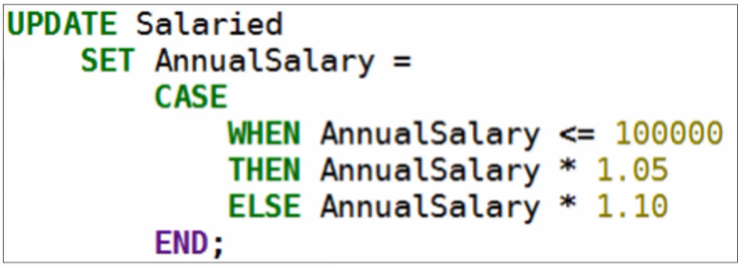 UPDATE Salaried
SET AnnualSalary =
CASE
WHEN AnnualSalary <= 100000
THEN AnnualSalary * 1.05
ELSE AnnualSalary * 1.10
END;